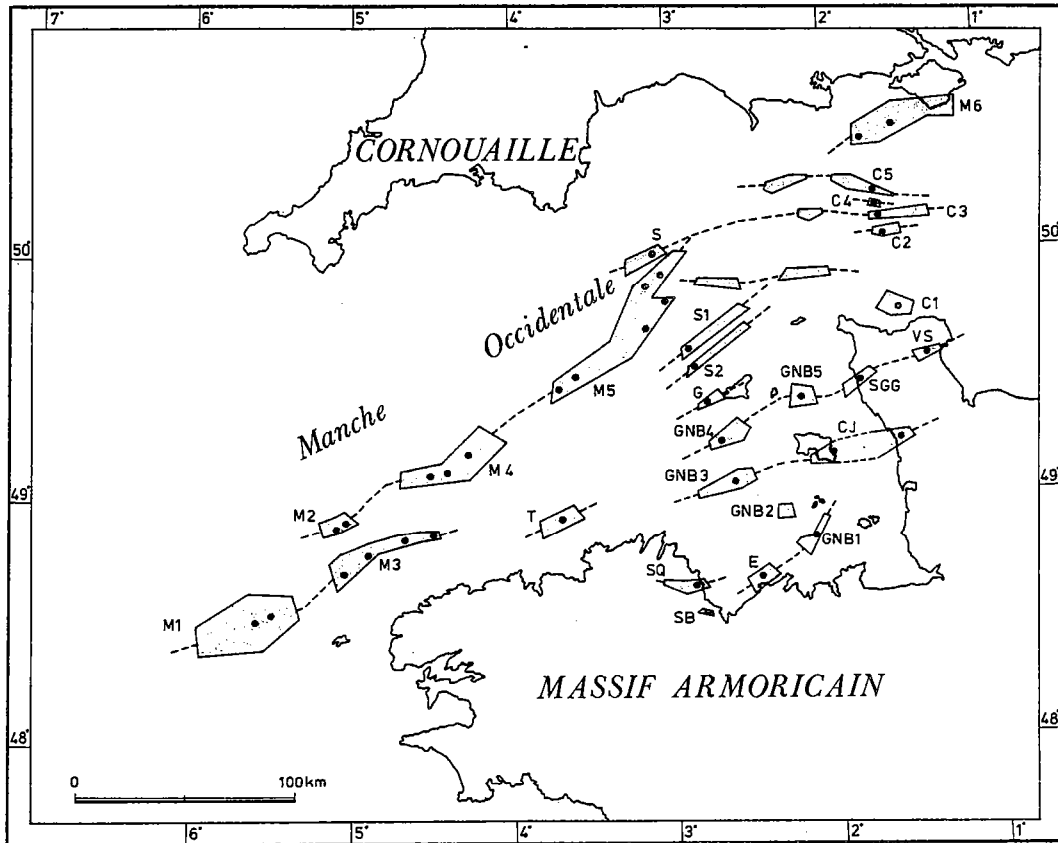 7° 6° 5° 4° 3° 2° 1°
M6
CORNOUAILLE
C5
C4
C3
C2
50° 50°
S
Occidentale
C1
S1
VS
S2
GNB5
SGG
G
M5
GNB4
CJ
Manche
M4
GNB3
49° 49°
M2
T
GNB2
GNB1
M3
E
SQ
SB
M1
MASSIF ARMORICAIN
48° 48°
0 100km
6° 5° 4° 3° 2° 1°